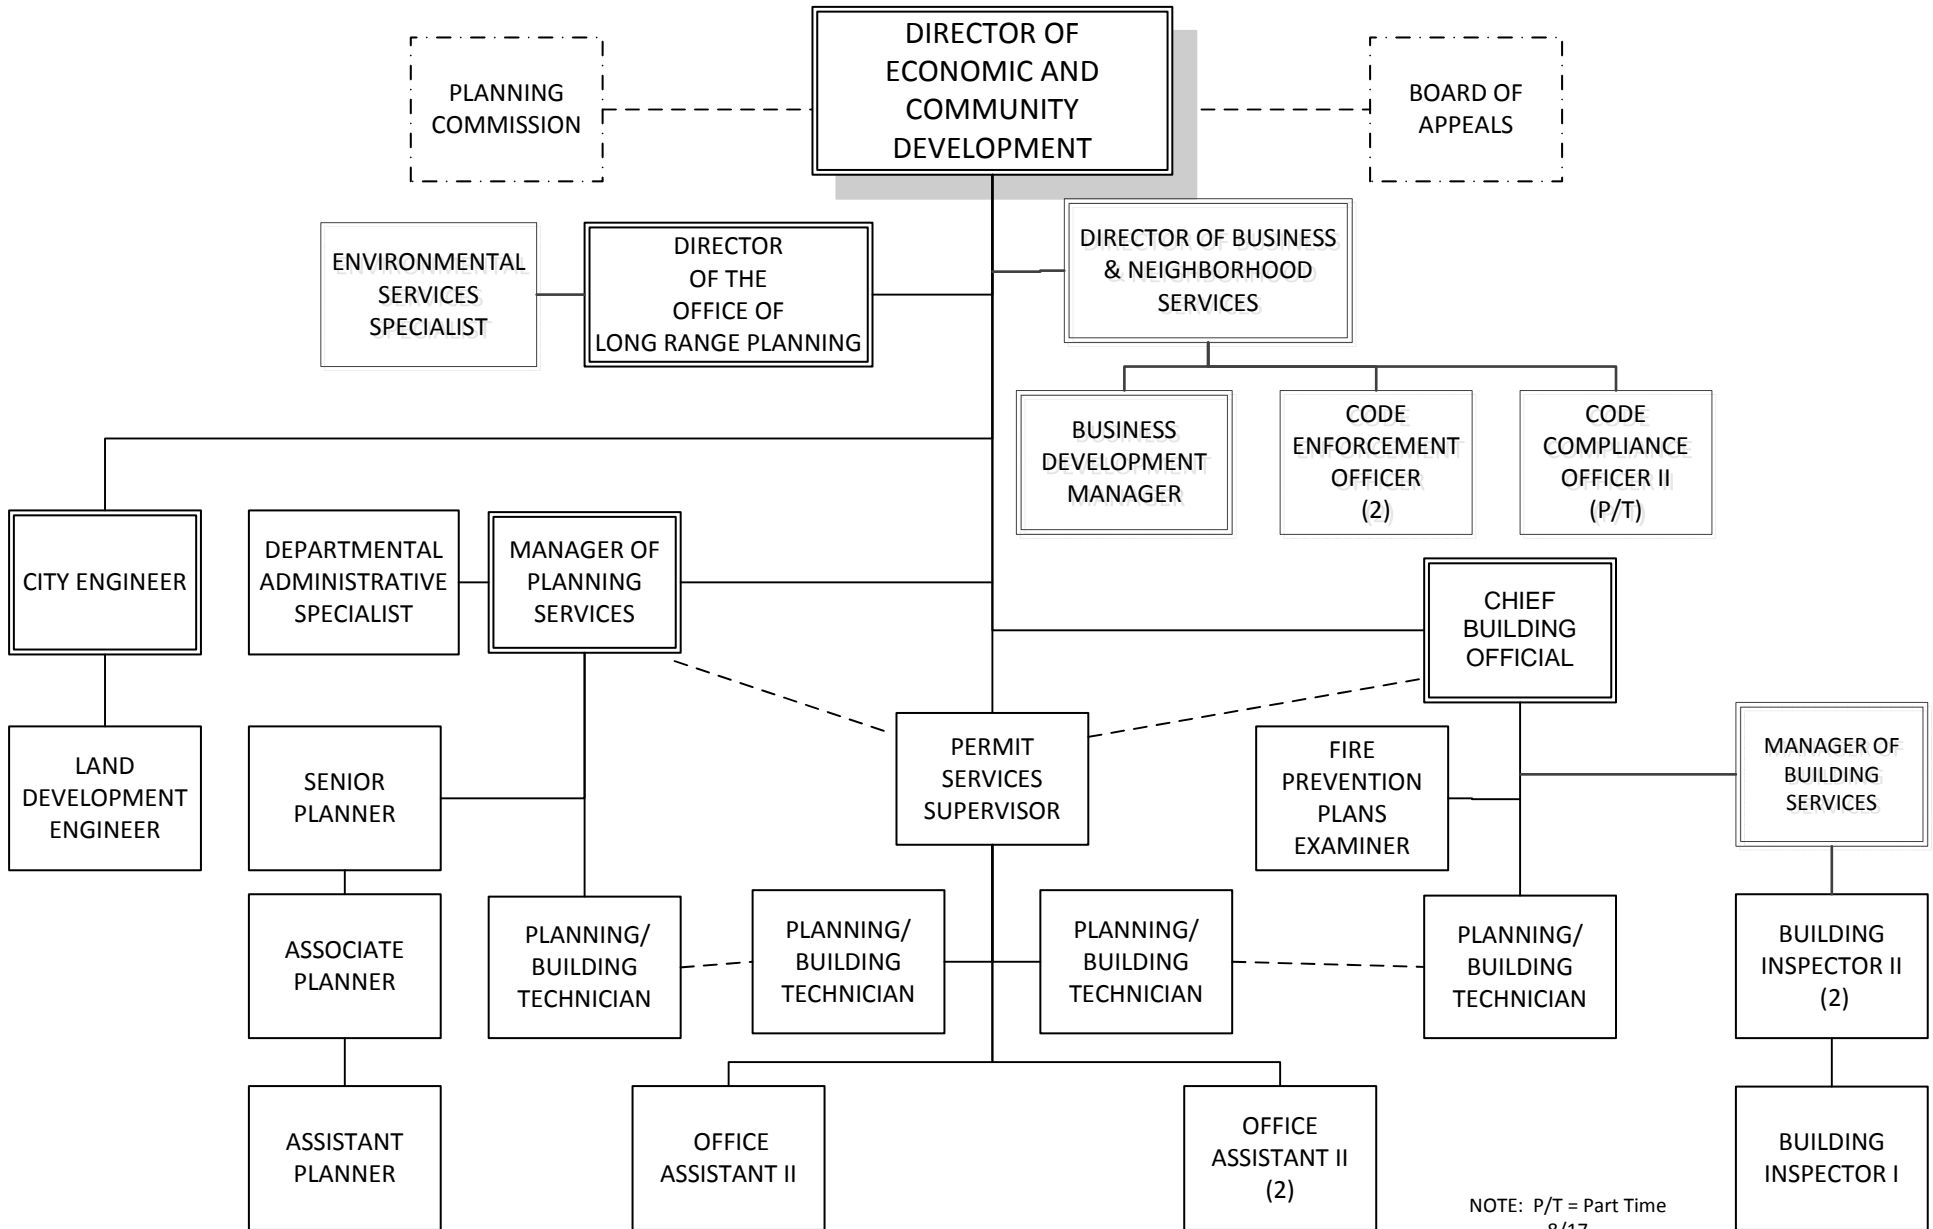 DIRECTOR OF
ECONOMIC AND
COMMUNITY
DEVELOPMENT
PLANNING
COMMISSION
BOARD OF
APPEALS
ENVIRONMENTAL
SERVICES
SPECIALIST
DIRECTOR
OF THE
OFFICE OF
LONG RANGE PLANNING
DIRECTOR OF BUSINESS
& NEIGHBORHOOD
SERVICES
BUSINESS
DEVELOPMENT
MANAGER
CODE
ENFORCEMENT
OFFICER
(2)
CODE
COMPLIANCE
OFFICER II
(P/T)
CITY ENGINEER
DEPARTMENTAL
ADMINISTRATIVE
SPECIALIST
MANAGER OF
PLANNING
SERVICES
CHIEF
BUILDING
OFFICIAL
LAND
DEVELOPMENT
ENGINEER
SENIOR
PLANNER
PERMIT
SERVICES
SUPERVISOR
FIRE
PREVENTION
PLANS
EXAMINER
MANAGER OF
BUILDING
SERVICES
ASSOCIATE
PLANNER
PLANNING/
BUILDING
TECHNICIAN
PLANNING/
BUILDING
TECHNICIAN
PLANNING/
BUILDING
TECHNICIAN
PLANNING/
BUILDING
TECHNICIAN
BUILDING
INSPECTOR II
(2)
ASSISTANT
PLANNER
OFFICE
ASSISTANT II
OFFICE
ASSISTANT II
(2)
BUILDING
INSPECTOR I
NOTE: P/T = Part Time
8/17